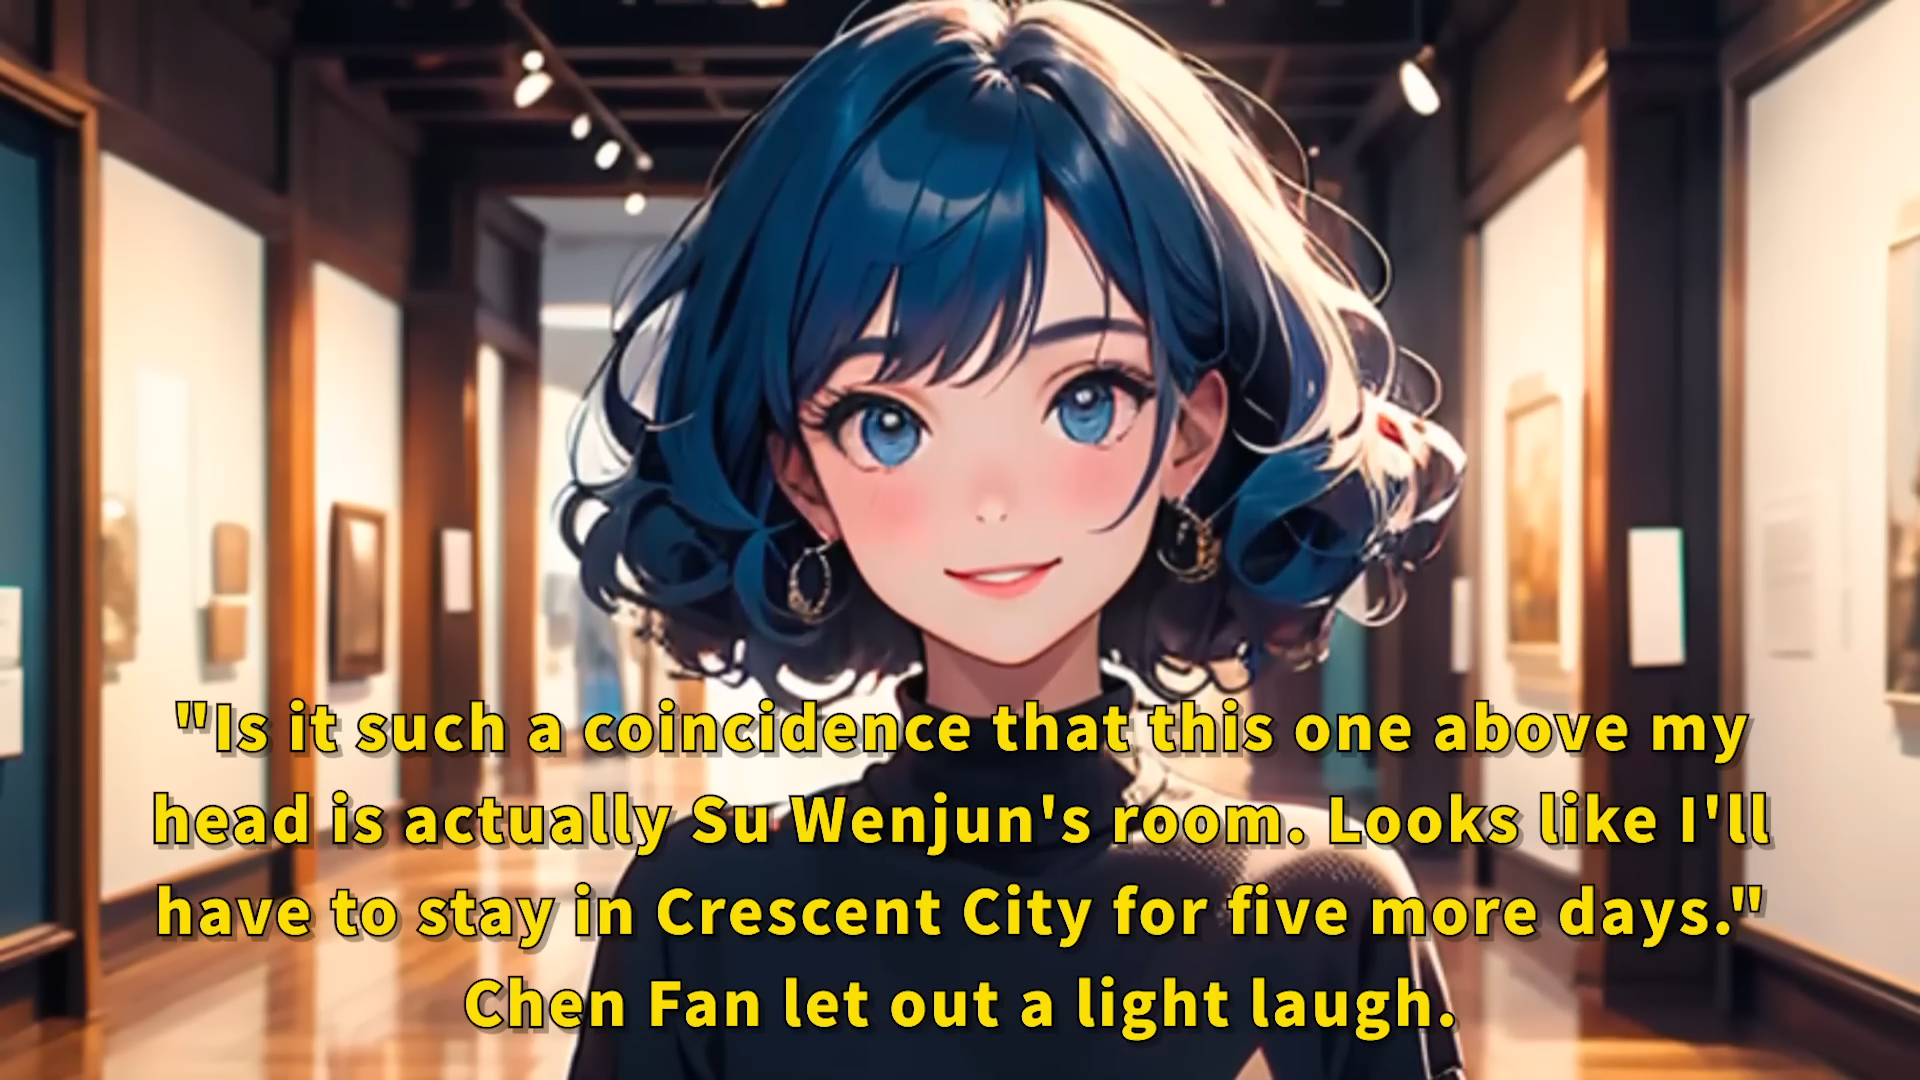 "Is it such a coincidence that this one above my
head is actually Su Wenjun's room. Looks like I'll
have to stay in Crescent City for five more days."
Chen Fan let out a light laugh.